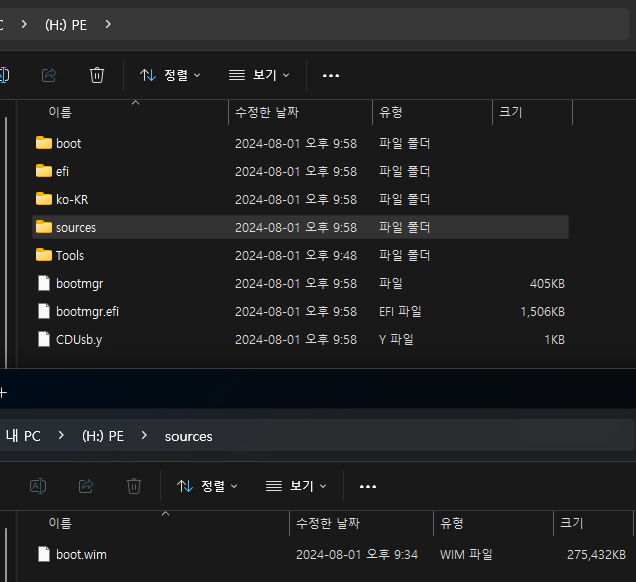 C > (H:) PE >
정렬 보기 ...
이름 수정한 날짜 유형 크기
boot 2024-08-01 오후 9:58 파일 폴더
efi 2024-08-01 오후 9:58 파일 폴더
ko-KR 2024-08-01 오후 9:58 파일 폴더
sources 2024-08-01 오후 9:58 파일 폴더
Tools 2024-08-01 오후 9:48 파일 폴더
bootmgr 2024-08-01 오후 9:58 파일 405KB
bootmgr.efi 2024-08-01 오후 9:58 EFI 파일 1,506KB
CDUsb.y 2024-08-01 오후 9:58 Y 파일 1KB
내 PC > (H:) PE > sources
정렬 보기 ...
이름 수정한 날짜 유형 크기
boot.wim 2024-08-01 오후 9:34 WIM 파일 275,432KB